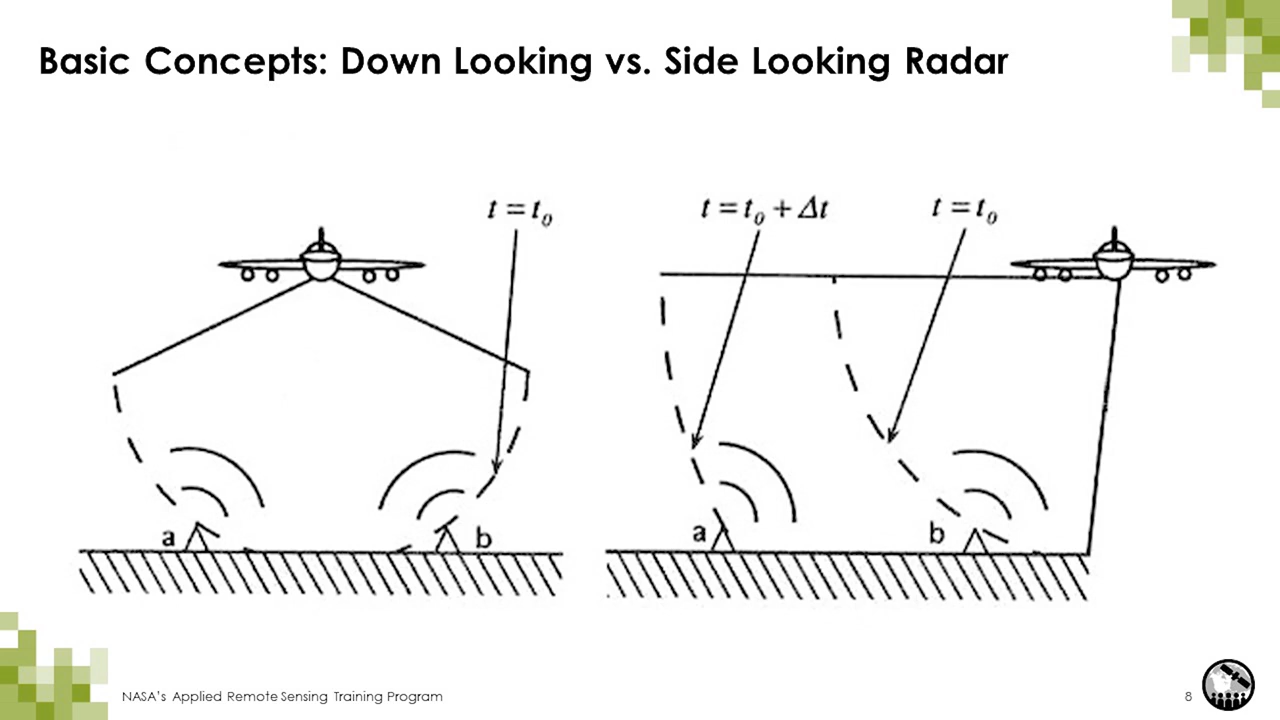 Basic Concepts: Down Looking vs. Side Looking Radar
t = t₀
t = t₀ + Δt
t = t₀
a
b
a
b
NASA's Applied Remote Sensing Training Program
8